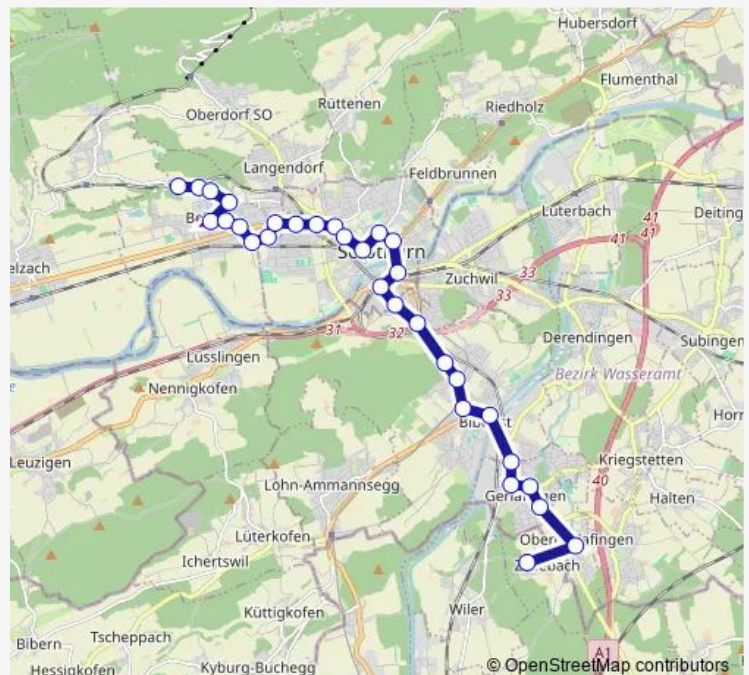 Hubersdorf
Flumenthal
Oberdorf SO
Rüttenen
Riedholz
Langendorf
Feldbrunnen
Luterbach
41
41
41
Deiting
elzach
33
Zuchwil
33
31
32
Derendingen
Subingen
Lüsslingen
Bezirk Wasseramt
Nennigkofen
Horr
Leuzigen
Kriegstetten
Lohn-Ammannsegg
40
Halten
Lüterkofen
Ichertswil
Wiler
Küttigkofen
Tscheppach
Bibern
A1
Hessigkofen
Kyburg-Buchegg
© OpenStreetMap contributors